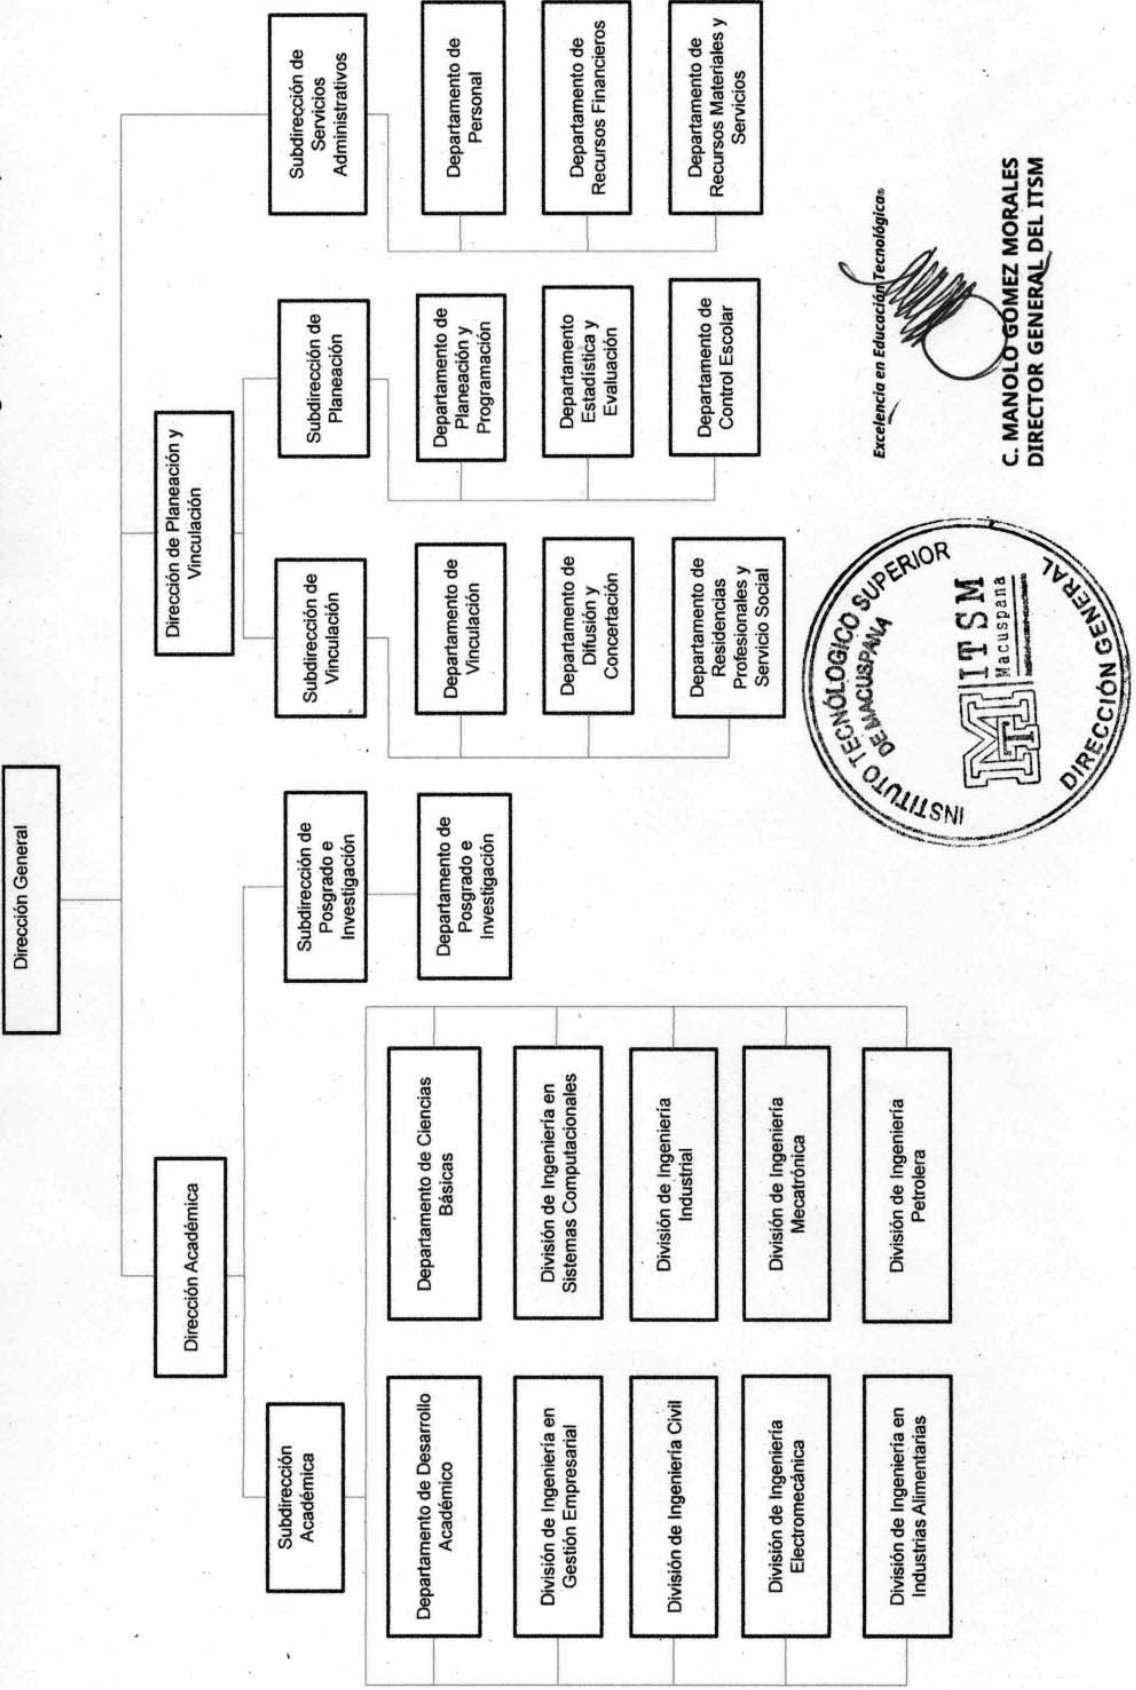 Dirección General
Dirección Académica
Dirección de Planeación y
Vinculación
Subdirección
Académica
Subdirección de
Posgrado e
Investigación
Subdirección de
Vinculación
Subdirección de
Planeación
Subdirección de
Servicios
Administrativos
Departamento de Desarrollo
Académico
Departamento de Ciencias
Básicas
Departamento de
Posgrado e
Investigación
Departamento de
Vinculación
Departamento de
Planeación y
Programación
Departamento de
Personal
División de Ingeniería en
Gestión Empresarial
División de Ingeniería en
Sistemas Computacionales
Departamento de
Difusión y
Concertación
Departamento
Estadística y
Evaluación
Departamento de
Recursos Financieros
División de Ingeniería Civil
División de Ingeniería
Industrial
Departamento de
Residencias
Profesionales y
Servicio Social
Departamento de
Control Escolar
Departamento de
Recursos Materiales y
Servicios
División de Ingeniería
Electromecánica
División de Ingeniería
Mecatrónica
División de Ingeniería en
Industrias Alimentarias
División de Ingeniería
Petrolera
INSTITUTO TECNÓLOGICO SUPERIOR
DE MACUSPANA
ITSM
Macuspana
DIRECCIÓN GENERAL
Excelencia en Educación Tecnológica®
C. MANOLO GÓMEZ MORALES
DIRECTOR GENERAL DEL ITSM